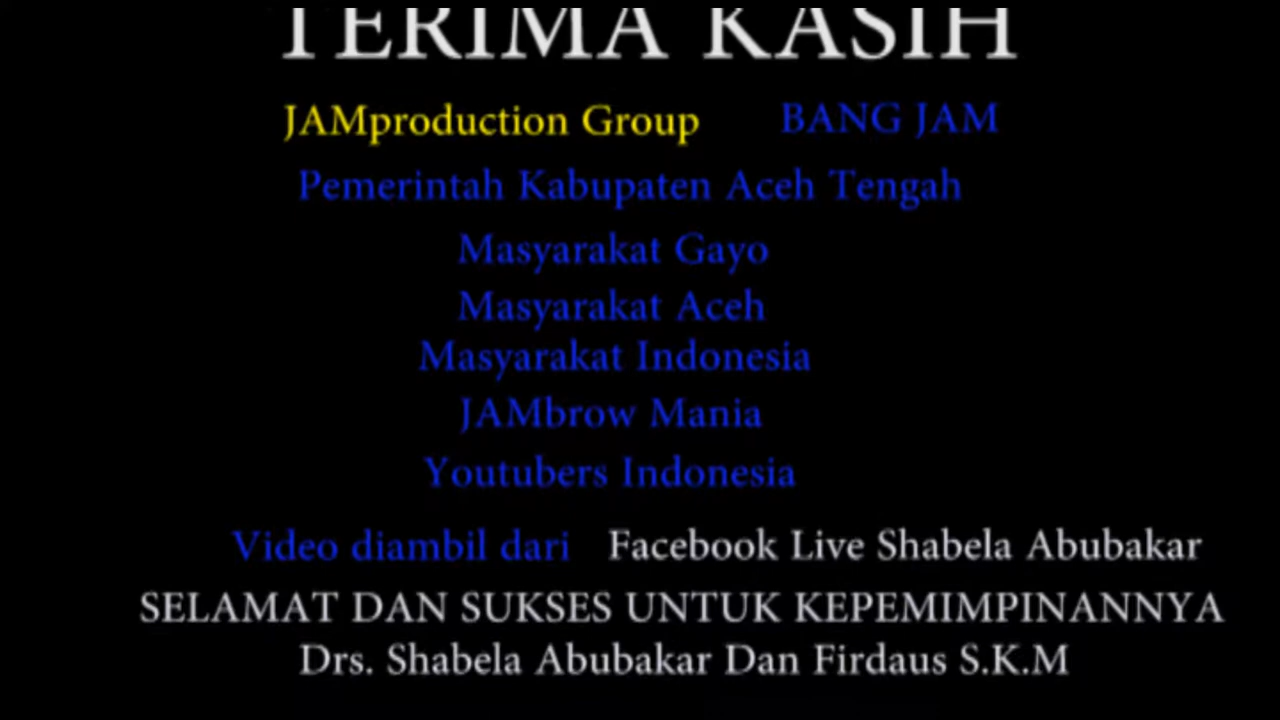 TERIMA KASIH
JAMproduction Group BANG JAM
Pemerintah Kabupaten Aceh Tengah
Masyarakat Gayo
Masyarakat Aceh
Masyarakat Indonesia
JAMbrow Mania
Youtubers Indonesia
Video diambil dari Facebook Live Shabela Abubakar
SELAMAT DAN SUKSES UNTUK KEPEMIMPINANNYA
Drs. Shabela Abubakar Dan Firdaus S.K.M